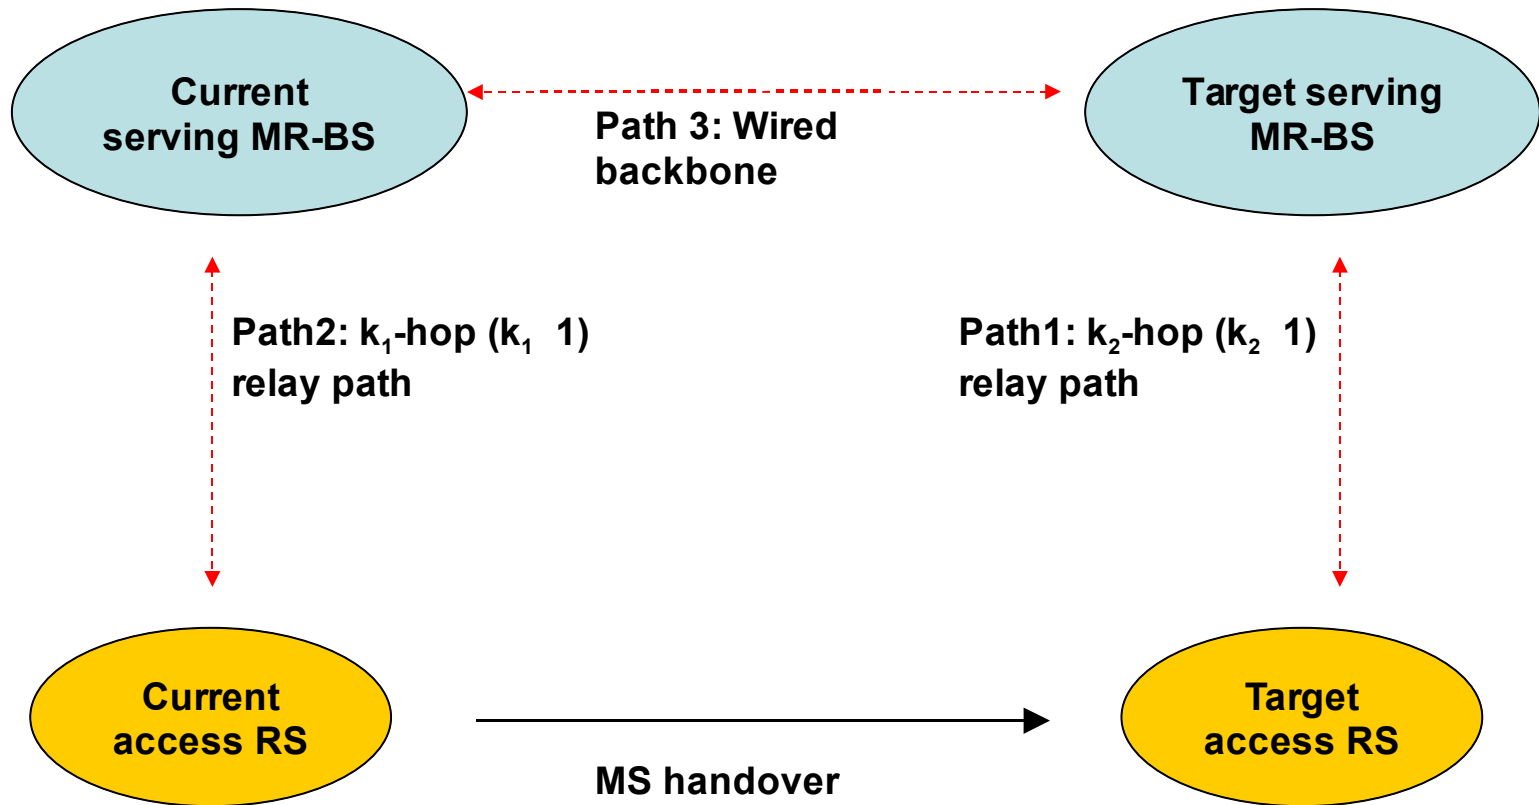 Current
serving MR-BS
Target serving
MR-BS
Path 3: Wired
backbone
Path2: k₁-hop (k₁ 1)
relay path
Path1: k₂-hop (k₂ 1)
relay path
Current
access RS
Target
access RS
MS handover